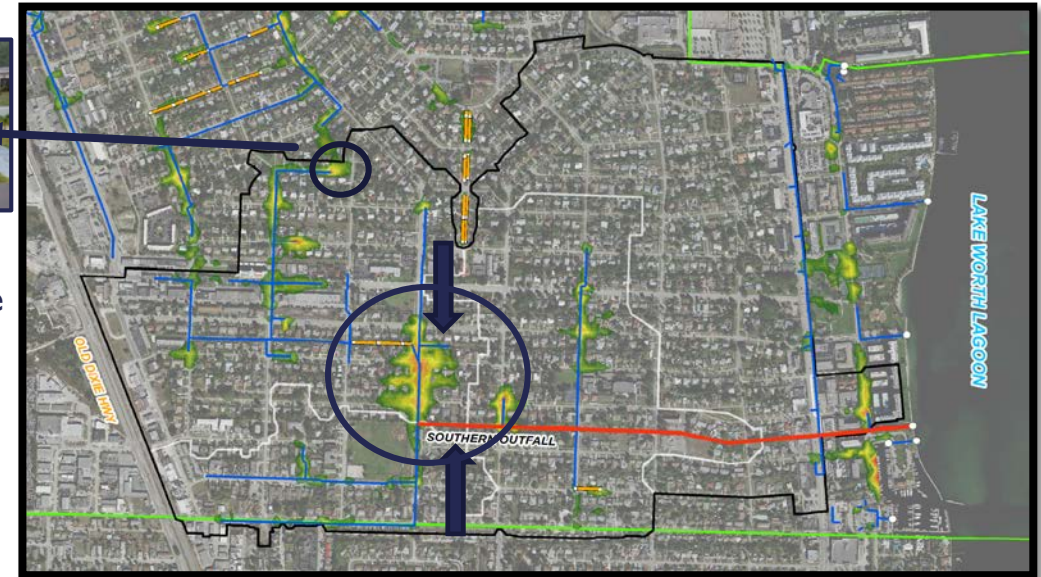 e
OLD DIXIE HWY
LAKE WORTH LAGOON
SOUTHERN OUTFALL